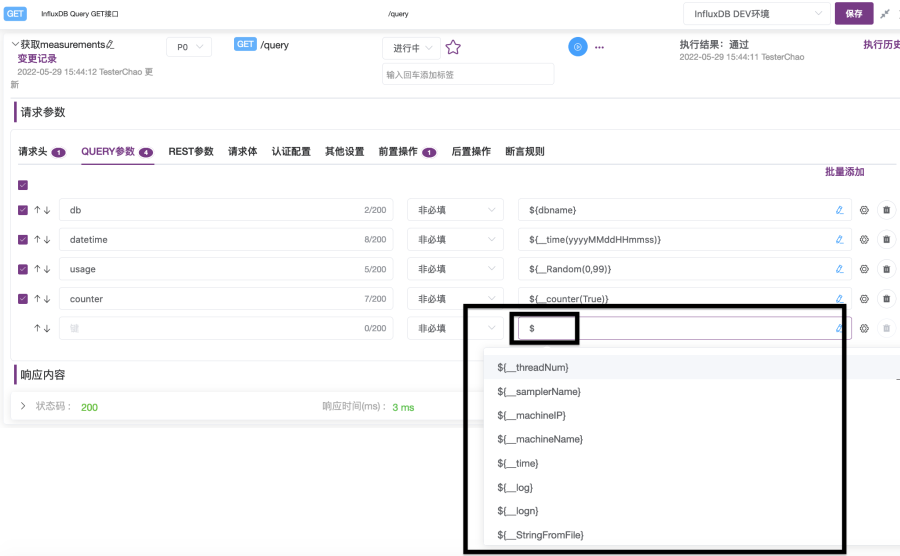 GET InfluxDB Query GET接口 /query InfluxDB DEV环境 保存
获取measurements P0 GET /query 进行中 执行结果：通过 执行历史
变更记录 2022-05-29 15:44:11 TesterChao
2022-05-29 15:44:12 TesterChao 更新
输入回车添加标签
请求参数
请求头 1 QUERY参数 4 REST参数 请求体 认证配置 其他设置 前置操作 1 后置操作 断言规则
批量添加
db 2/200 非必填 ${dbname}
datetime 8/200 非必填 ${__time(yyyyMMddHHmmss)}
usage 5/200 非必填 ${__Random(0,99)}
counter 7/200 非必填 ${__counter(True)}
键 0/200 非必填 $
响应内容
状态码： 200 响应时间(ms)： 3 ms
${__threadNum}
${__samplerName}
${__machineIP}
${__machineName}
${__time}
${__log}
${__logn}
${__StringFromFile}